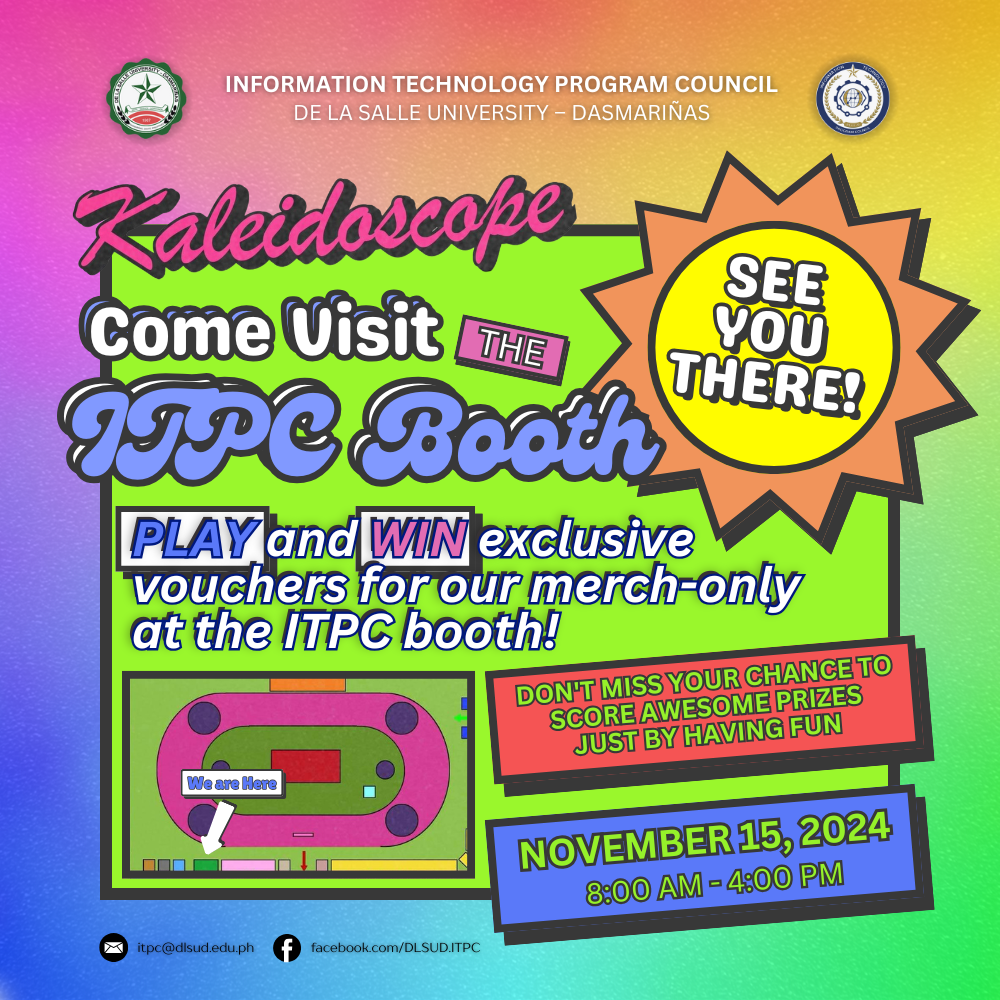 INFORMATION TECHNOLOGY PROGRAM COUNCIL
DE LA SALLE UNIVERSITY – DASMARIÑAS
Kaleidoscope
Come Visit THE
ITPC Booth
SEE
YOU
THERE!
PLAY and WIN exclusive
vouchers for our merch-only
at the ITPC booth!
We are Here
DON'T MISS YOUR CHANCE TO
SCORE AWESOME PRIZES
JUST BY HAVING FUN
NOVEMBER 15, 2024
8:00 AM - 4:00 PM
itpc@dlsud.edu.ph
facebook.com/DLSUD.ITPC